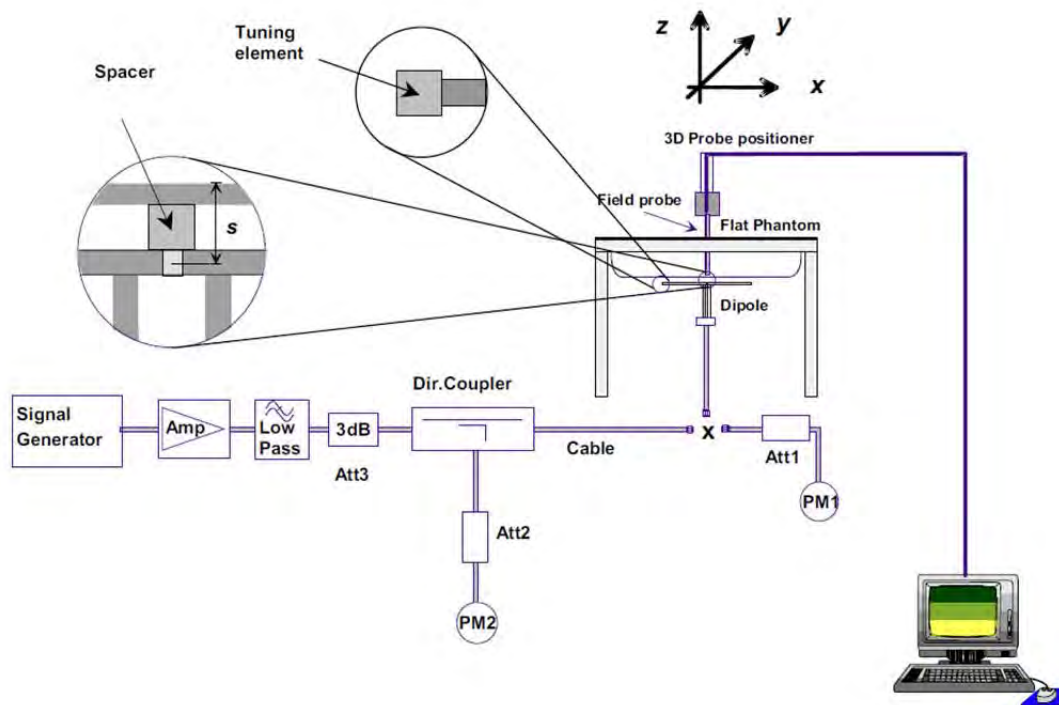 Tuning
element
Spacer
z
y
x
3D Probe positioner
Field probe
Flat Phantom
s
Dipole
Dir.Coupler
Signal
Generator
Amp
Low
Pass
3dB
Att3
Cable
x
Att1
PM1
Att2
PM2